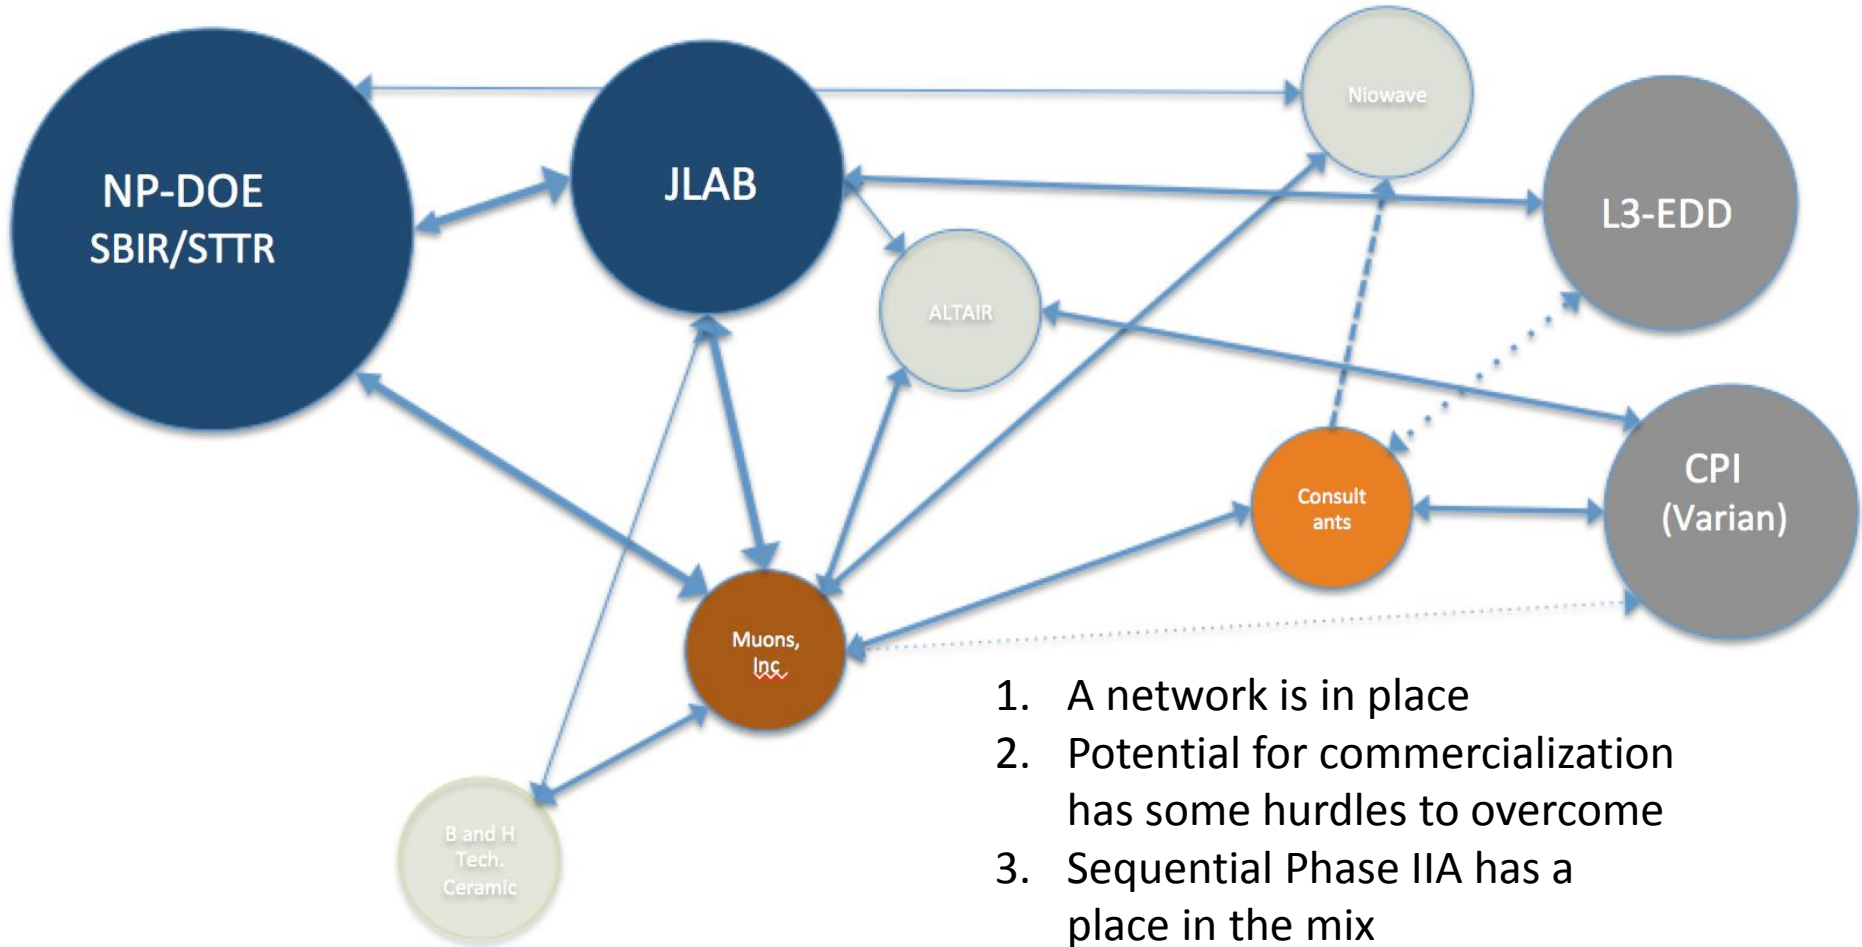 NP-DOE
SBIR/STTR
JLAB
Niowave
L3-EDD
ALTAIR
CPI
(Varian)
Consult
ants
Muons,
Inc
B and H
Tech.
Ceramic
1. A network is in place
2. Potential for commercialization
has some hurdles to overcome
3. Sequential Phase IIA has a
place in the mix